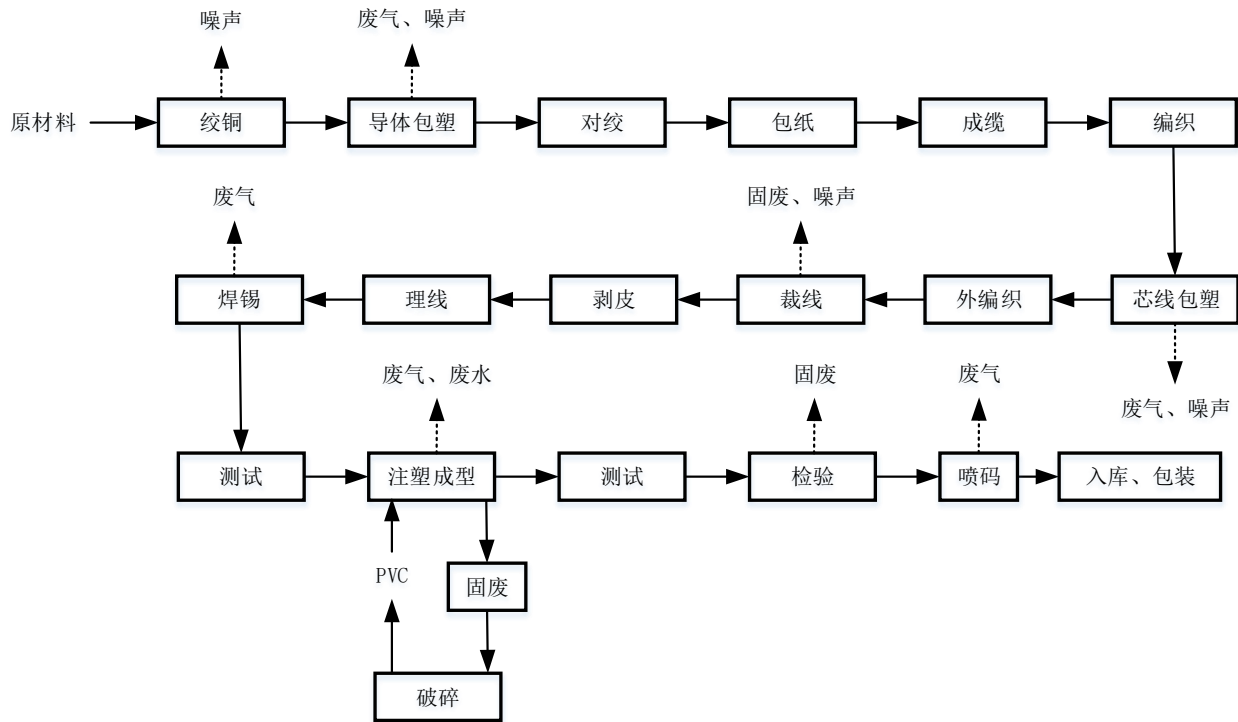 噪声
废气、噪声
原材料
绞铜
导体包塑
对绞
包纸
成缆
编织
废气
固废、噪声
焊锡
理线
剥皮
裁线
外编织
芯线包塑
废气、废水
固废
废气
废气、噪声
测试
注塑成型
测试
检验
喷码
入库、包装
PVC
固废
破碎